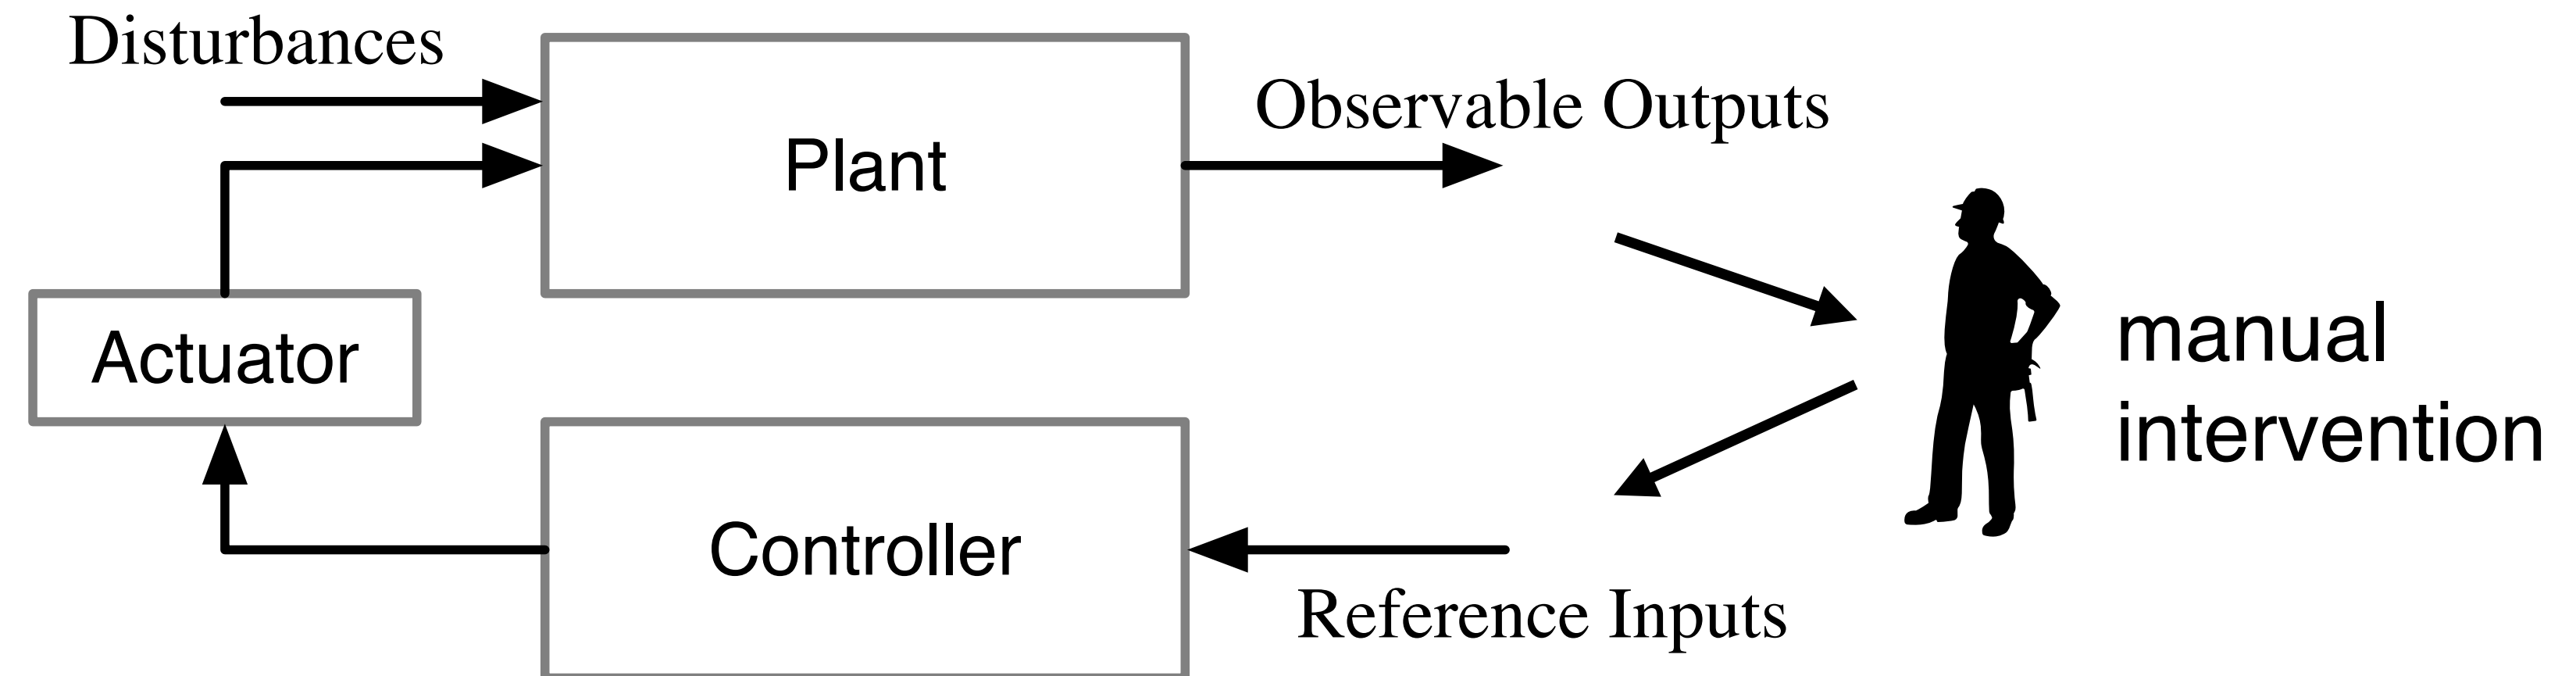 Disturbances
Observable Outputs
Plant
Actuator
manual
intervention
Controller
Reference Inputs